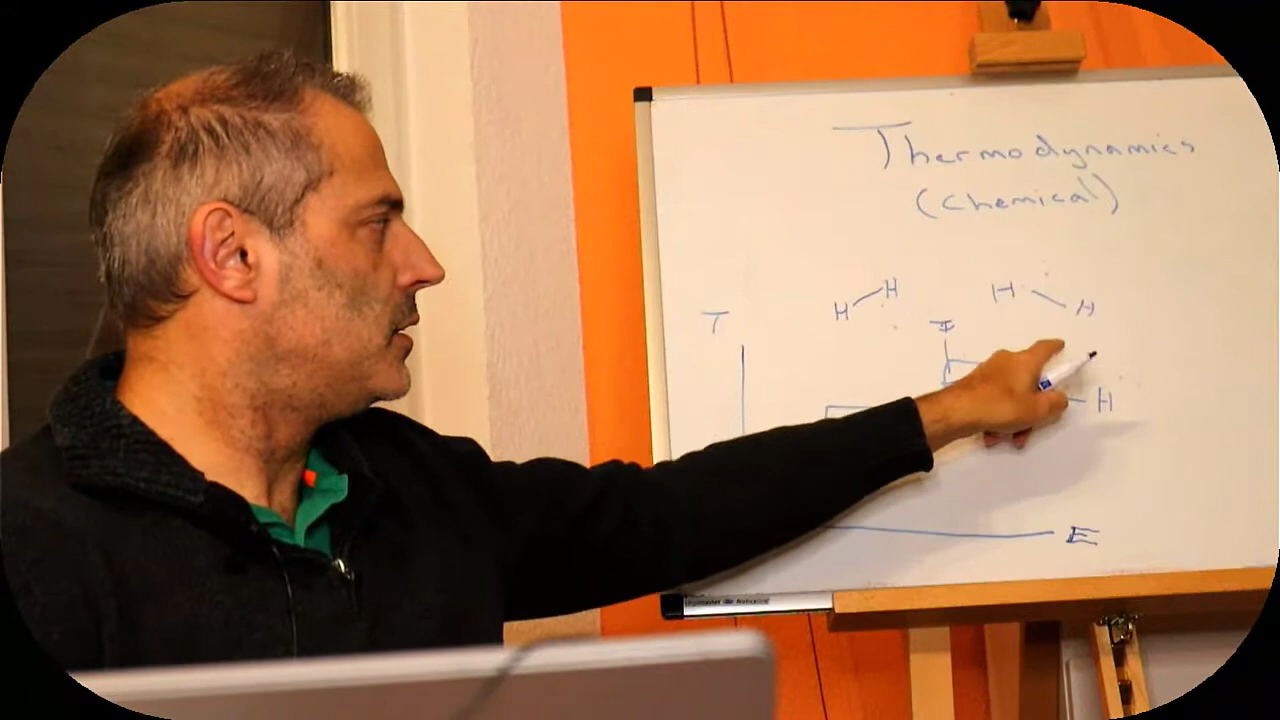 Thermodynamics
(chemical)
H H H H
T I
H
E